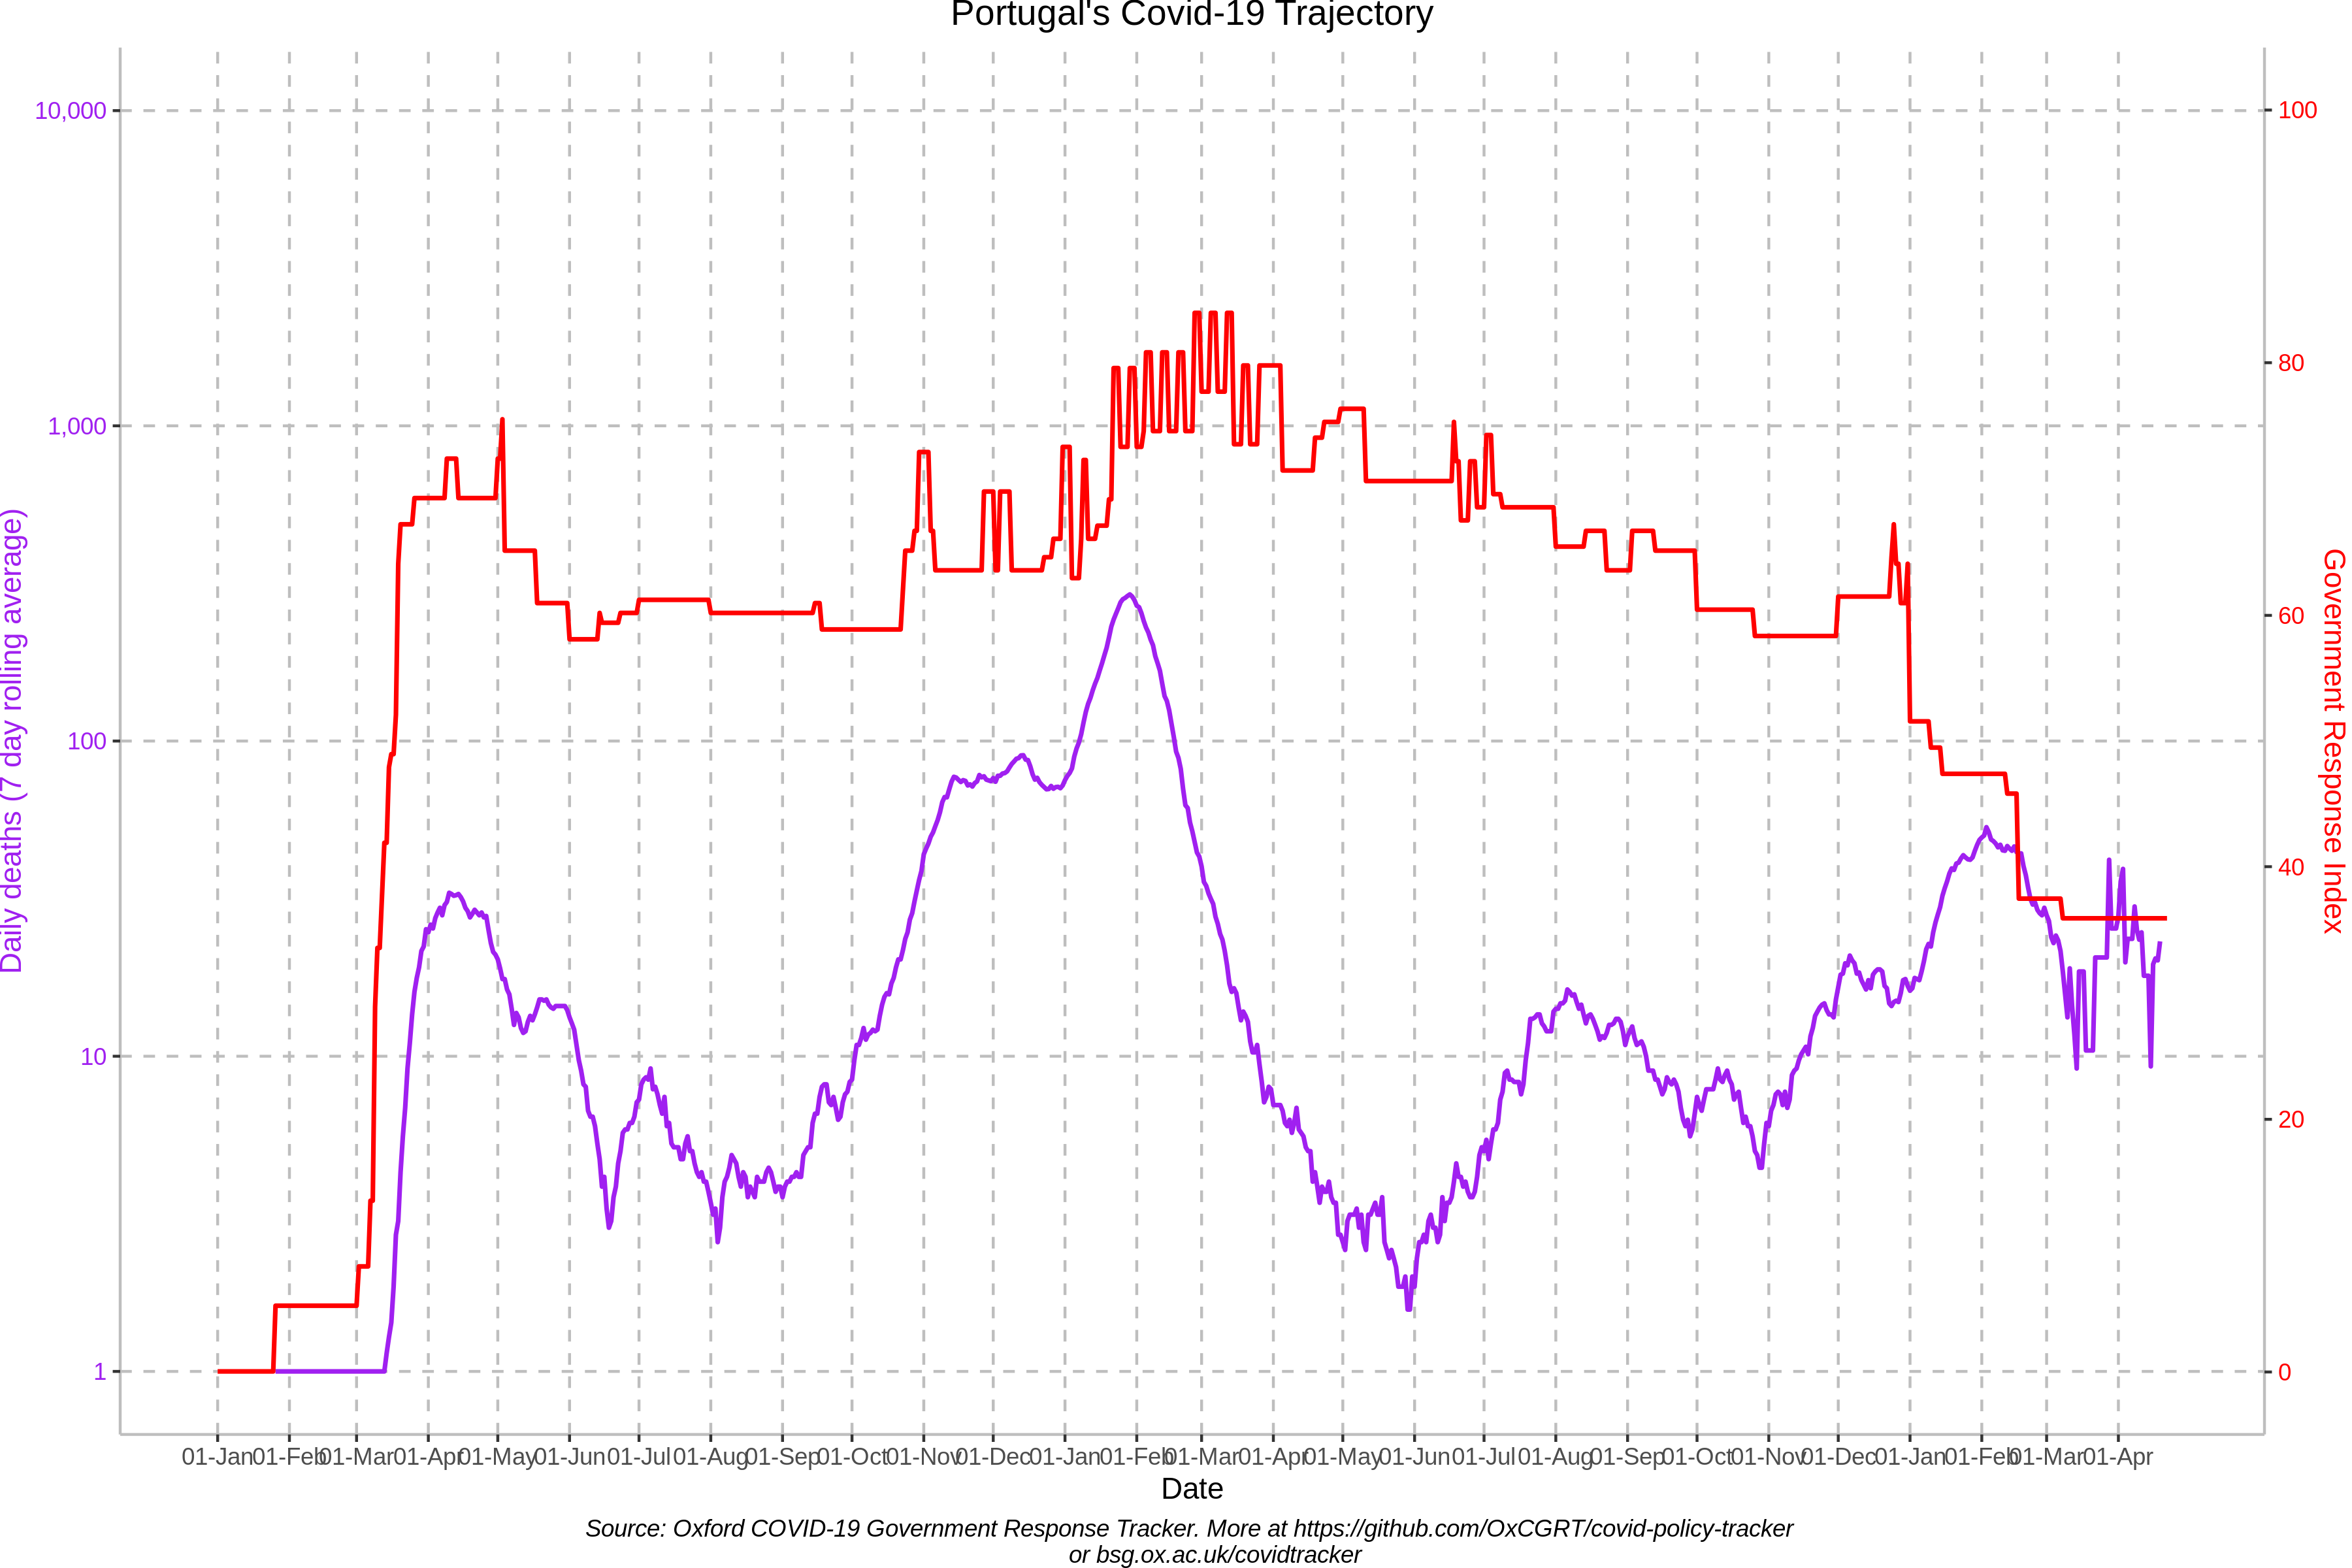 Portugal's Covid-19 Trajectory
10,000
1,000
100
10
1
Daily deaths (7 day rolling average)
100
80
60
40
20
0
Government Response Index
01-Jan 01-Feb 01-Mar 01-Apr 01-May 01-Jun 01-Jul 01-Aug 01-Sep 01-Oct 01-Nov 01-Dec 01-Jan 01-Feb 01-Mar 01-Apr 01-May 01-Jun 01-Jul 01-Aug 01-Sep 01-Oct 01-Nov 01-Dec 01-Jan 01-Feb 01-Mar 01-Apr
Date
Source: Oxford COVID-19 Government Response Tracker. More at https://github.com/OxCGRT/covid-policy-tracker
or bsg.ox.ac.uk/covidtracker